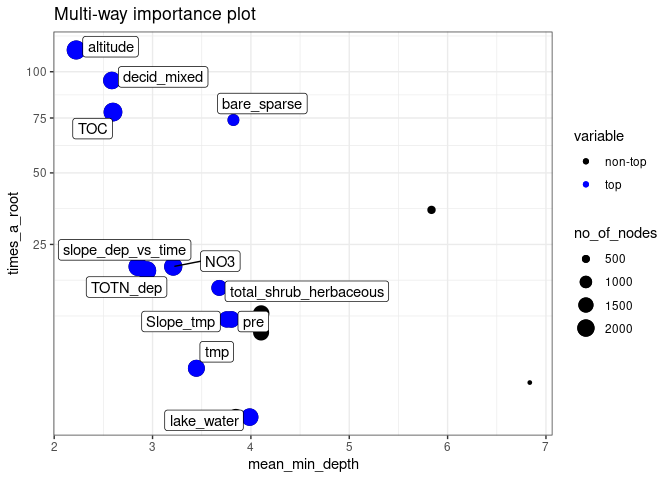 Multi-way importance plot
altitude
decid_mixed
bare_sparse
TOC
slope_dep_vs_time
NO3
TOTN_dep
total_shrub_herbaceous
Slope_tmp
pre
tmp
lake_water
100
75
50
25
times_a_root
2 3 4 5 6 7
mean_min_depth
variable
non-top
top
no_of_nodes
500
1000
1500
2000